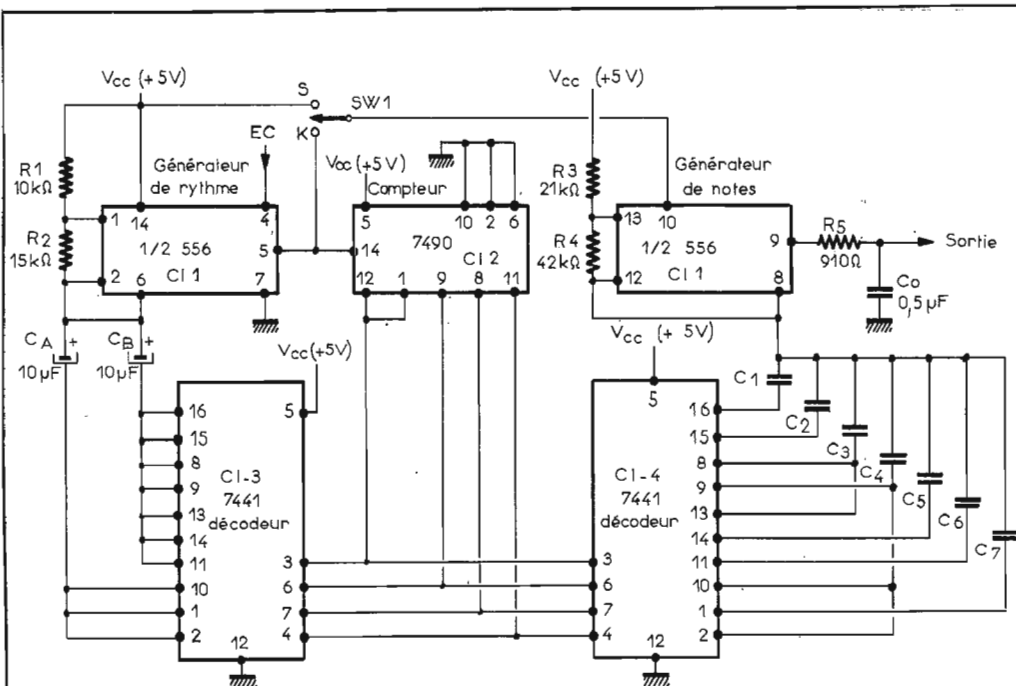 Vcc (+5V)
S
SW1
K
EC
Vcc (+5V)
R1
10kΩ
Générateur
de rythme
Vcc (+5V)
Compteur
R3
21kΩ
Générateur
de notes
1
14
4
5
10
2
6
13
10
R2
15kΩ
1/2 556
CI 1
5
14
7490
CI 2
R4
42kΩ
1/2 556
CI 1
9
R5
910Ω
Sortie
2
6
7
12
1
9
8
11
12
8
Co
0,5µF
CA +
10µF
CB +
10µF
Vcc (+5V)
Vcc (+ 5V)
16
15
8
9
13
14
11
10
1
2
5
CI-3
7441
décodeur
3
6
7
4
12
5
CI-4
7441
décodeur
3
6
7
4
12
16
15
8
9
13
14
11
10
1
2
C1
C2
C3
C4
C5
C6
C7